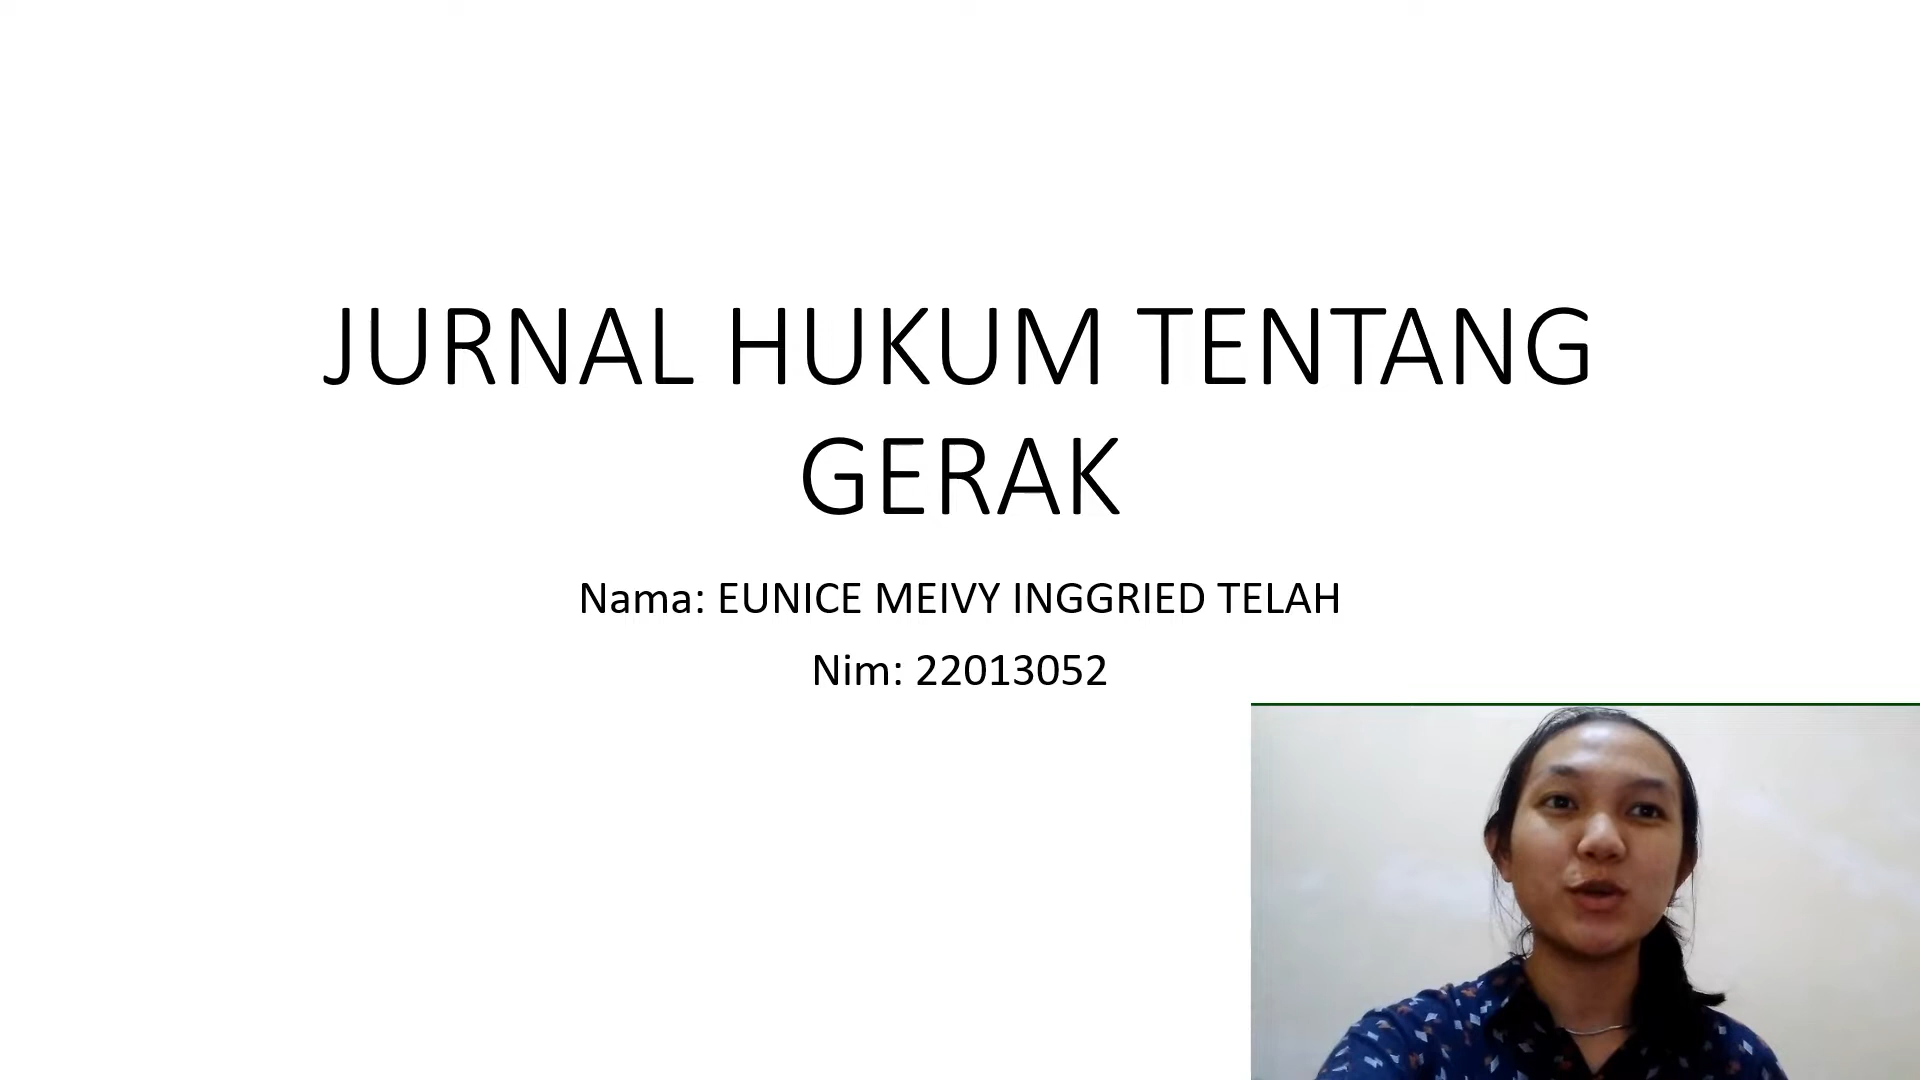 JURNAL HUKUM TENTANG
GERAK
Nama: EUNICE MEIVY INGGRIED TELAH
Nim: 22013052